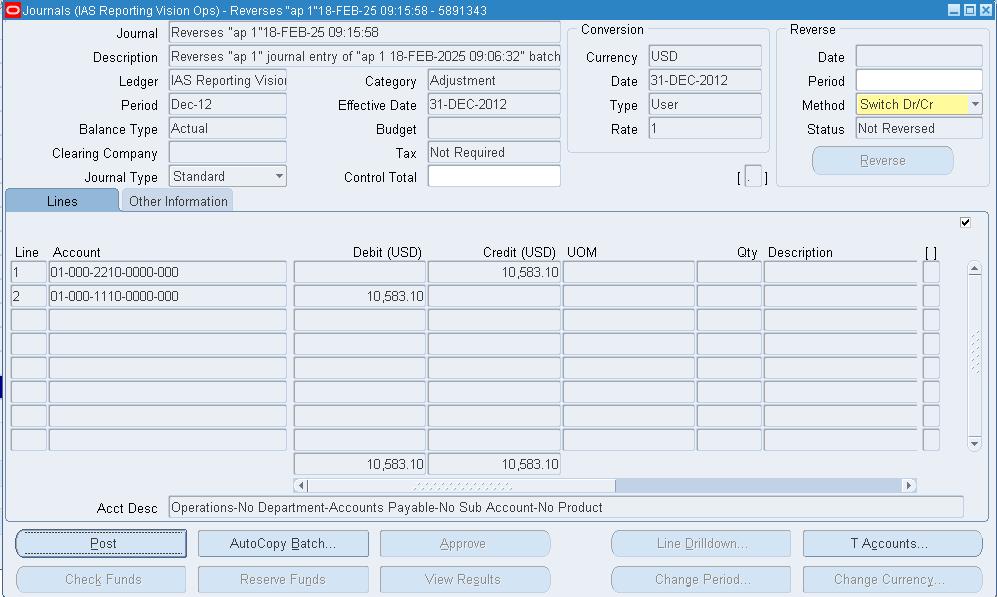 Journals (IAS Reporting Vision Ops) - Reverses "ap 1"18-FEB-25 09:15:58 - 5891343
Journal Reverses "ap 1"18-FEB-25 09:15:58
Description Reverses "ap 1" journal entry of "ap 1 18-FEB-2025 09:06:32" batch
Ledger IAS Reporting Vision Category Adjustment
Period Dec-12 Effective Date 31-DEC-2012
Balance Type Actual Budget
Clearing Company Tax Not Required
Journal Type Standard Control Total
Conversion
Currency USD
Date 31-DEC-2012
Type User
Rate 1
Reverse
Date
Period
Method Switch Dr/Cr
Status Not Reversed
Reverse
[ . ]
Lines Other Information
Line Account Debit (USD) Credit (USD) UOM Qty Description [ ]
1 01-000-2210-0000-000 10,583.10
2 01-000-1110-0000-000 10,583.10
10,583.10 10,583.10
Acct Desc Operations-No Department-Accounts Payable-No Sub Account-No Product
Post AutoCopy Batch... Approve Line Drilldown... T Accounts...
Check Funds Reserve Funds View Results Change Period... Change Currency...